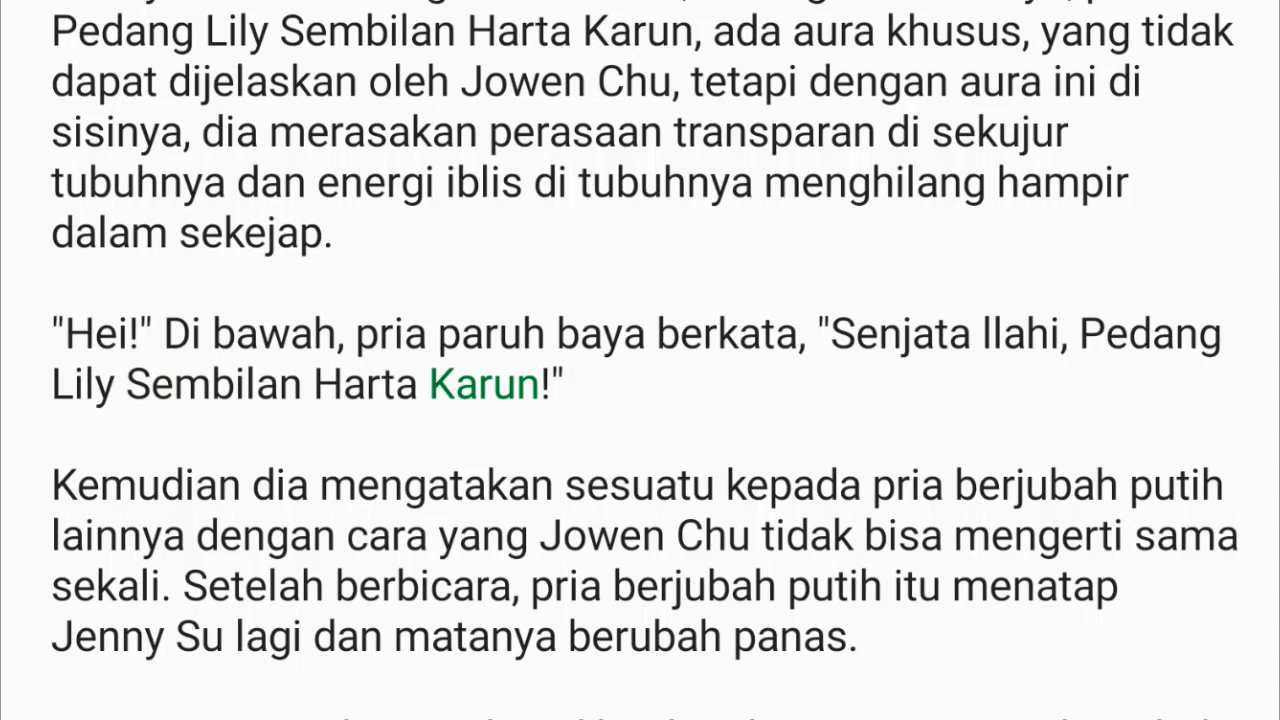 Pedang Lily Sembilan Harta Karun, ada aura khusus, yang tidak
dapat dijelaskan oleh Jowen Chu, tetapi dengan aura ini di
sisinya, dia merasakan perasaan transparan di sekujur
tubuhnya dan energi iblis di tubuhnya menghilang hampir
dalam sekejap.
"Hei!" Di bawah, pria paruh baya berkata, "Senjata llahi, Pedang
Lily Sembilan Harta Karun!"
Kemudian dia mengatakan sesuatu kepada pria berjubah putih
lainnya dengan cara yang Jowen Chu tidak bisa mengerti sama
sekali. Setelah berbicara, pria berjubah putih itu menatap
Jenny Su lagi dan matanya berubah panas.